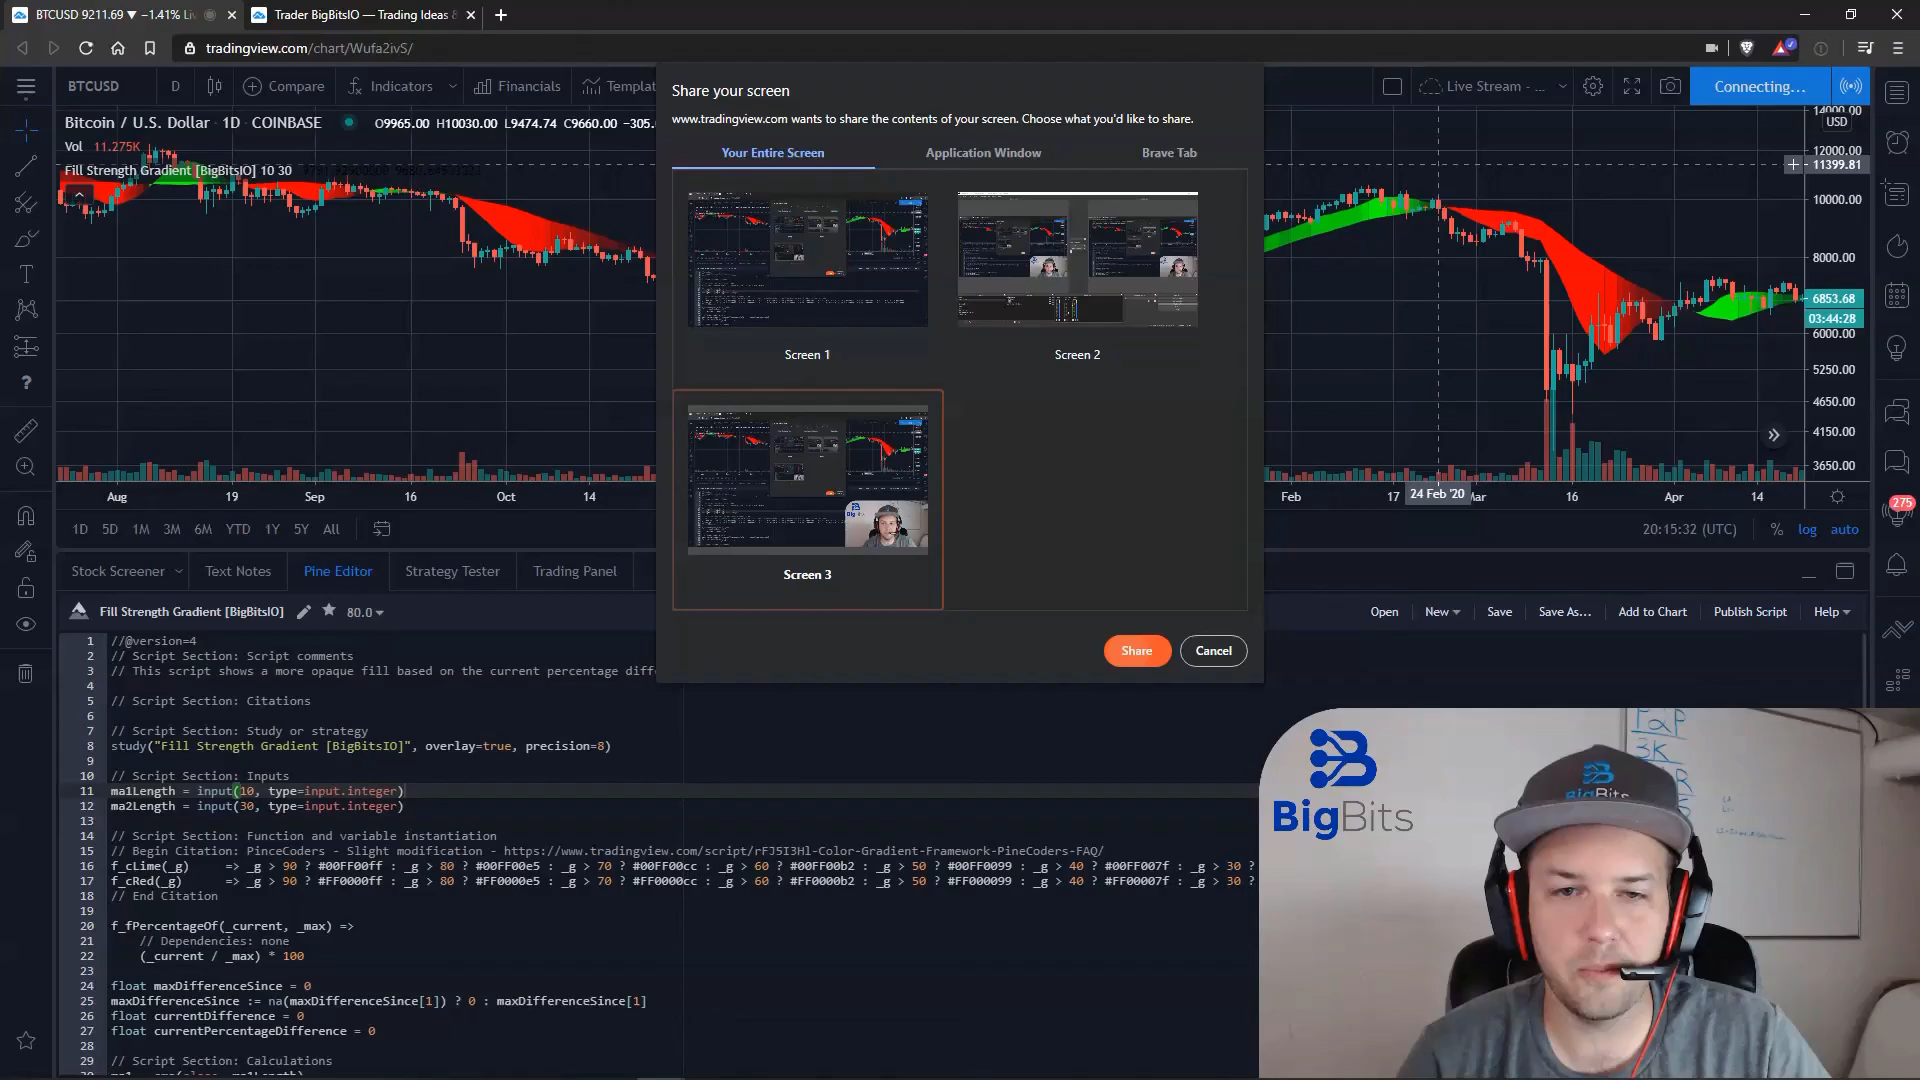 BTCUSD 9211.69 ▼ −1.41% Li
Trader BigBitsIO — Trading Ideas &
tradingview.com/chart/Wufa2ivS/
BTCUSD
D
Compare
Indicators
Financials
Templat
Live Stream - ...
Connecting...
Bitcoin / U.S. Dollar · 1D · COINBASE
O9965.00 H10030.00 L9474.74 C9660.00 −305.
Vol 11.275K
Fill Strength Gradient [BigBitsIO] 10 30
Share your screen
www.tradingview.com wants to share the contents of your screen. Choose what you'd like to share.
Your Entire Screen
Application Window
Brave Tab
Screen 1
Screen 2
Screen 3
Share
Cancel
14000.00
USD
12000.00
11399.81
10000.00
8000.00
6853.68
03:44:28
6000.00
5250.00
4650.00
4150.00
3650.00
Aug
19
Sep
16
Oct
14
Feb
17
24 Feb '20
Mar
16
Apr
14
1D 5D 1M 3M 6M YTD 1Y 5Y All
20:15:32 (UTC)
% log auto
275
Stock Screener
Text Notes
Pine Editor
Strategy Tester
Trading Panel
Fill Strength Gradient [BigBitsIO]
80.0
Open
New
Save
Save As...
Add to Chart
Publish Script
Help
1 //@version=4
2 // Script Section: Script comments
3 // This script shows a more opaque fill based on the current percentage diff
4
5 // Script Section: Citations
6
7 // Script Section: Study or strategy
8 study("Fill Strength Gradient [BigBitsIO]", overlay=true, precision=8)
9
10 // Script Section: Inputs
11 ma1Length = input(10, type=input.integer)
12 ma2Length = input(30, type=input.integer)
13
14 // Script Section: Function and variable instantiation
15 // Begin Citation: PinceCoders - Slight modification - https://www.tradingview.com/script/rFJ5I3Hl-Color-Gradient-Framework-PineCoders-FAQ/
16 f_cLime(_g) => _g > 90 ? #00FF00ff : _g > 80 ? #00FF00e5 : _g > 70 ? #00FF00cc : _g > 60 ? #00FF00b2 : _g > 50 ? #00FF0099 : _g > 40 ? #00FF007f : _g > 30 ?
17 f_cRed(_g) => _g > 90 ? #FF0000ff : _g > 80 ? #FF0000e5 : _g > 70 ? #FF0000cc : _g > 60 ? #FF0000b2 : _g > 50 ? #FF000099 : _g > 40 ? #FF00007f : _g > 30 ?
18 // End Citation
19
20 f_fPercentageOf(_current, _max) =>
21 // Dependencies: none
22 (_current / _max) * 100
23
24 float maxDifferenceSince = 0
25 maxDifferenceSince := na(maxDifferenceSince[1]) ? 0 : maxDifferenceSince[1]
26 float currentDifference = 0
27 float currentPercentageDifference = 0
28
29 // Script Section: Calculations
BigBits
BigBits
3K